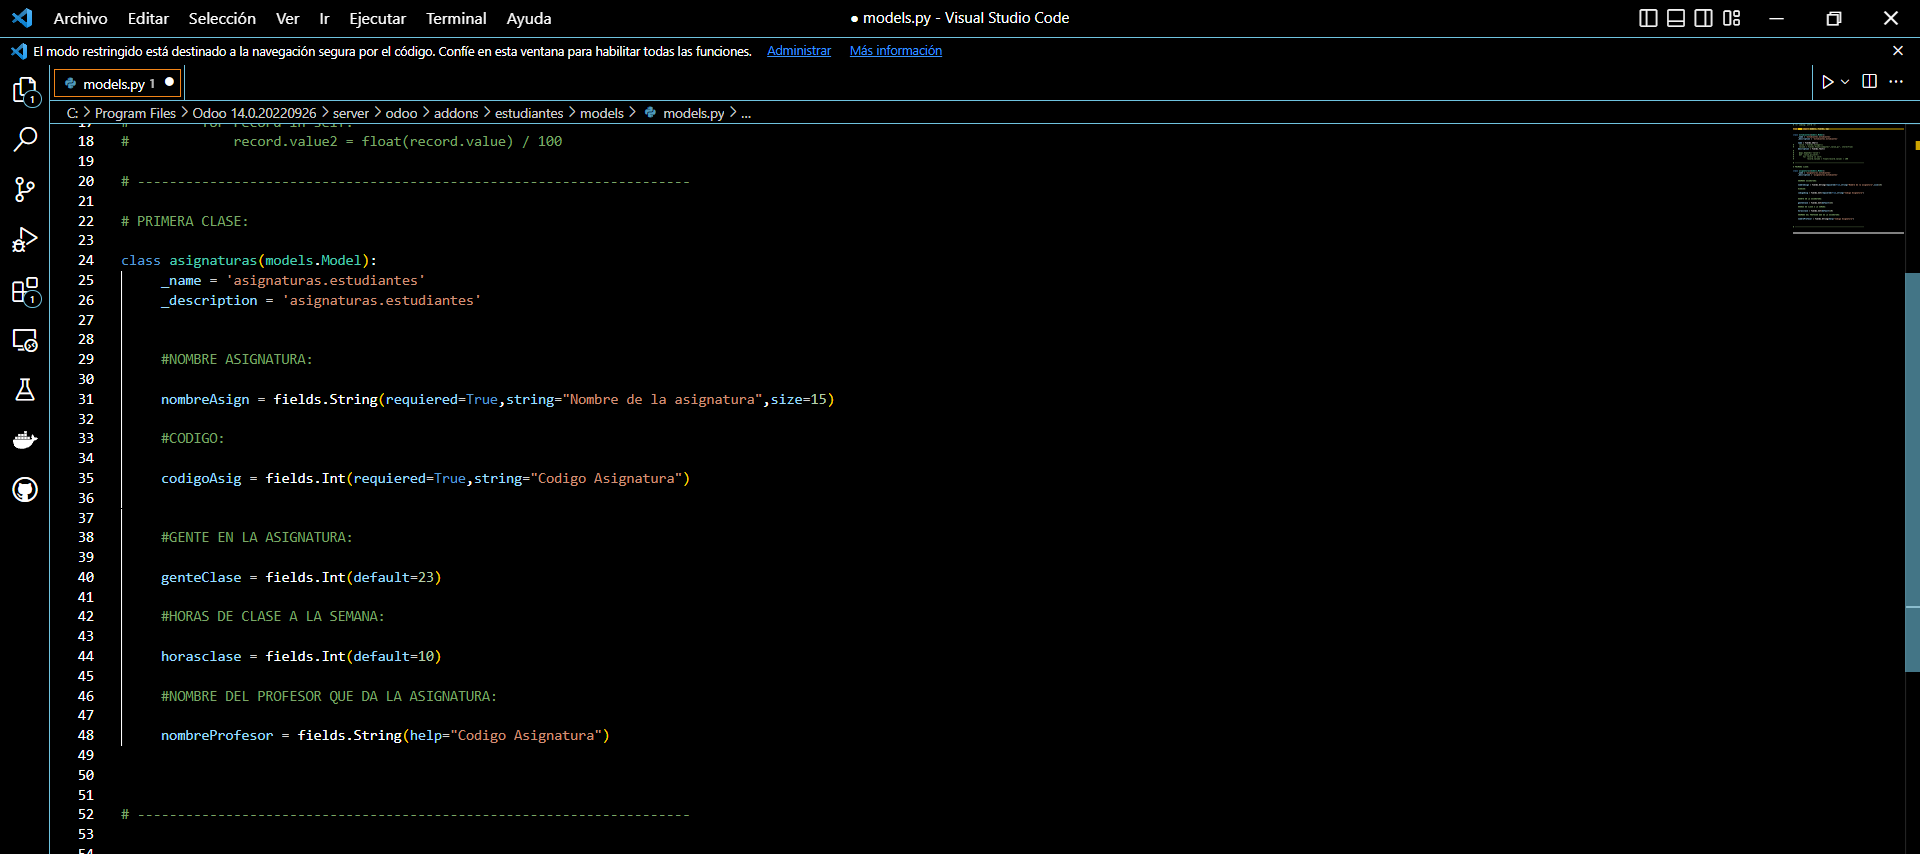 Archivo Editar Selección Ver Ir Ejecutar Terminal Ayuda
● models.py - Visual Studio Code
El modo restringido está destinado a la navegación segura por el código. Confíe en esta ventana para habilitar todas las funciones. Administrar Más información
models.py 1 ●
C: > Program Files > Odoo 14.0.20220926 > server > odoo > addons > estudiantes > models > models.py > ...
17 # for record in self:
18 # record.value2 = float(record.value) / 100
19
20 # ---------------------------------------------------------------------
21
22 # PRIMERA CLASE:
23
24 class asignaturas(models.Model):
25 _name = 'asignaturas.estudiantes'
26 _description = 'asignaturas.estudiantes'
27
28
29 #NOMBRE ASIGNATURA:
30
31 nombreAsign = fields.String(requiered=True,string="Nombre de la asignatura",size=15)
32
33 #CODIGO:
34
35 codigoAsig = fields.Int(requiered=True,string="Codigo Asignatura")
36
37
38 #GENTE EN LA ASIGNATURA:
39
40 genteClase = fields.Int(default=23)
41
42 #HORAS DE CLASE A LA SEMANA:
43
44 horasclase = fields.Int(default=10)
45
46 #NOMBRE DEL PROFESOR QUE DA LA ASIGNATURA:
47
48 nombreProfesor = fields.String(help="Codigo Asignatura")
49
50
51
52 # ---------------------------------------------------------------------
53
54
1
1